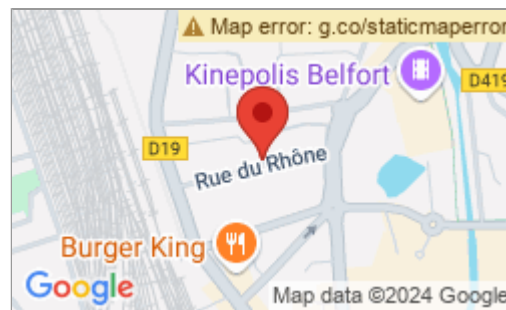 Map error: g.co/staticmaperror
Kinepolis Belfort
D419
D19
Rue du Rhône
Burger King
Google
Map data ©2024 Google